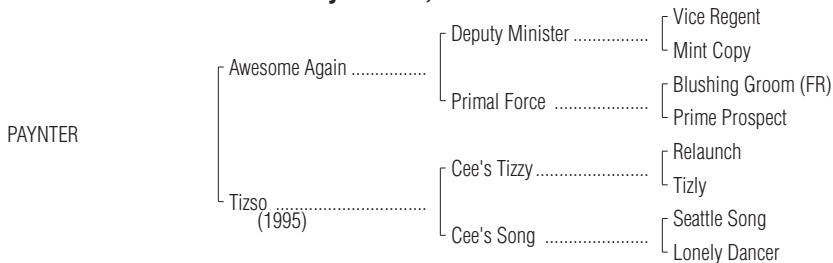 Vice Regent
Deputy Minister ................
Mint Copy
Awesome Again ................
Blushing Groom (FR)
Primal Force ....................
Prime Prospect
PAYNTER
Relaunch
Cee's Tizzy ........................
Tizly
Tizso ................................
(1995)
Seattle Song
Cee's Song ......................
Lonely Dancer